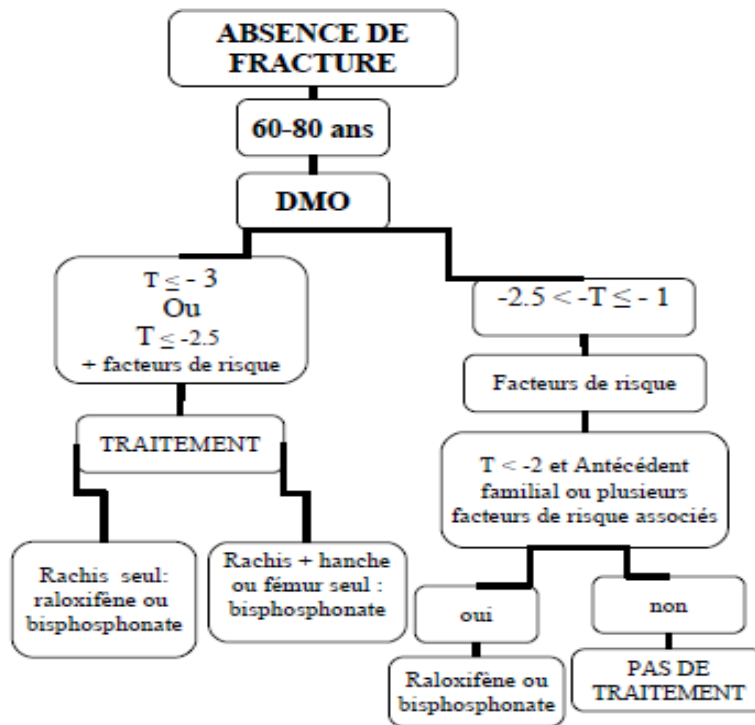 ABSENCE DE
FRACTURE
60-80 ans
DMO
T ≤ - 3
Ou
T ≤ -2.5
+ facteurs de risque
-2.5 < -T ≤ - 1
Facteurs de risque
TRAITEMENT
T < -2 et Antécédent
familial ou plusieurs
facteurs de risque associés
Rachis seul:
raloxifène ou
bisphosphonate
Rachis + hanche
ou fémur seul :
bisphosphonate
oui
non
Raloxifène ou
bisphosphonate
PAS DE
TRAITEMENT